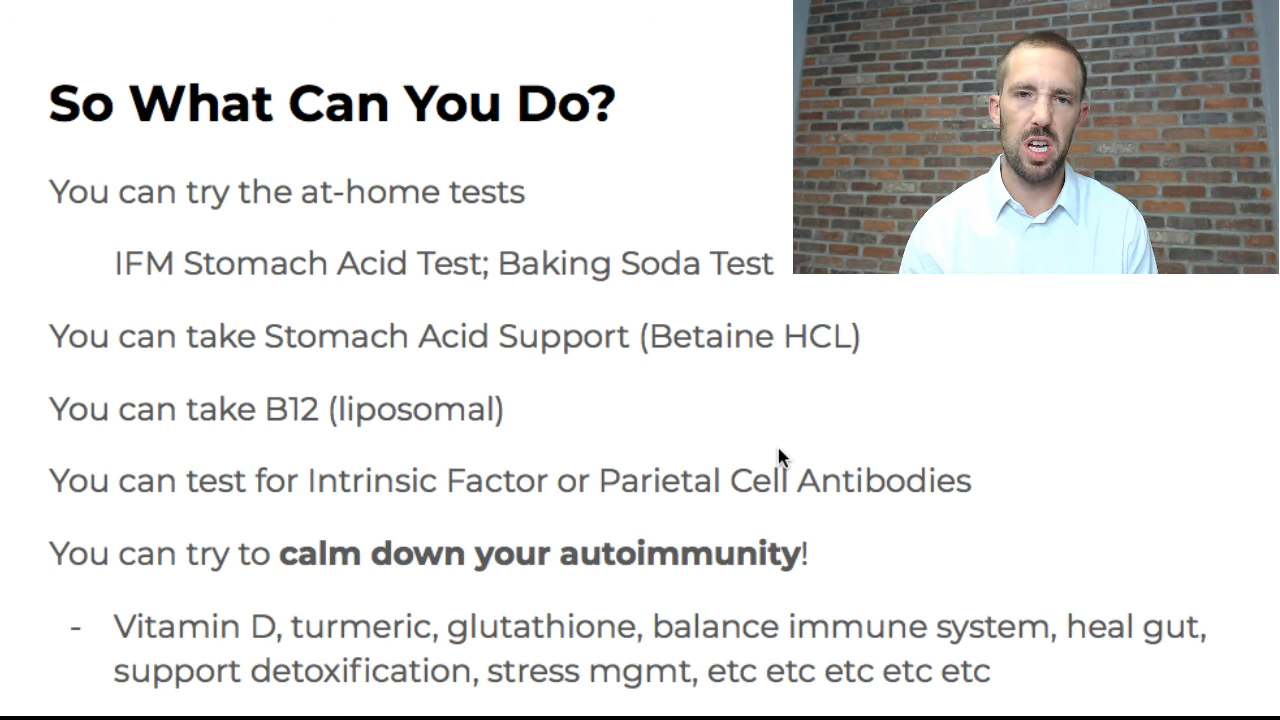 So What Can You Do?
You can try the at-home tests
IFM Stomach Acid Test; Baking Soda Test
You can take Stomach Acid Support (Betaine HCL)
You can take B12 (liposomal)
You can test for Intrinsic Factor or Parietal Cell Antibodies
You can try to calm down your autoimmunity!
- Vitamin D, turmeric, glutathione, balance immune system, heal gut,
support detoxification, stress mgmt, etc etc etc etc etc